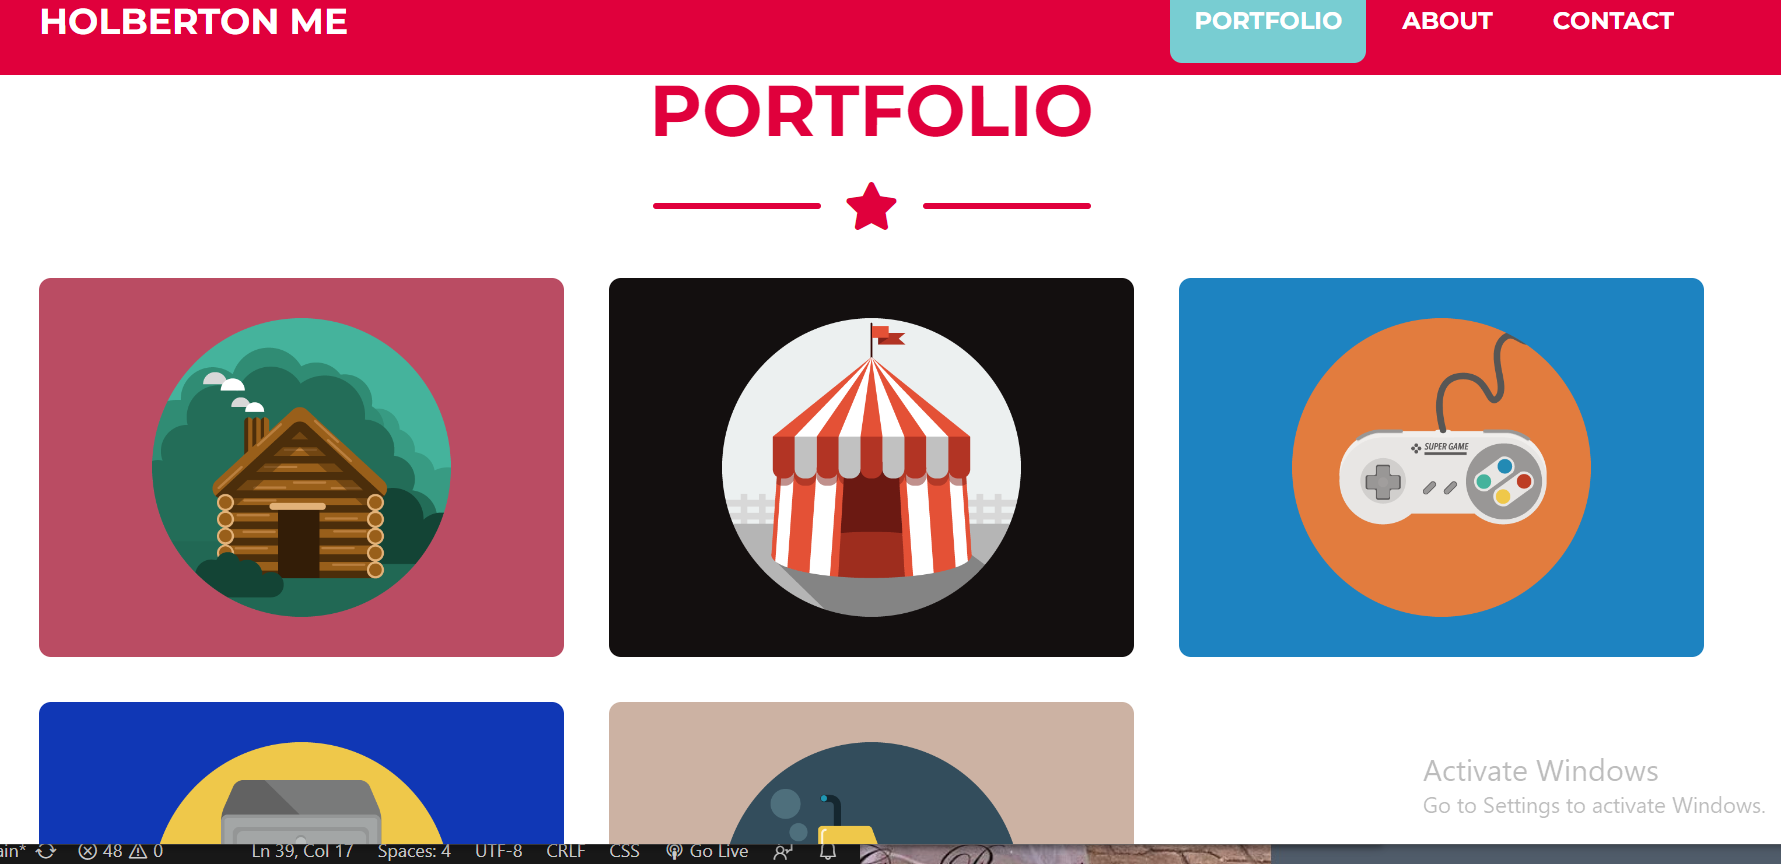 HOLBERTON ME
PORTFOLIO ABOUT CONTACT
PORTFOLIO
SUPER GAME
Activate Windows
Go to Settings to activate Windows.
48 0 Ln 39, Col 17 Spaces: 4 UTF-8 CRLF CSS Go Live